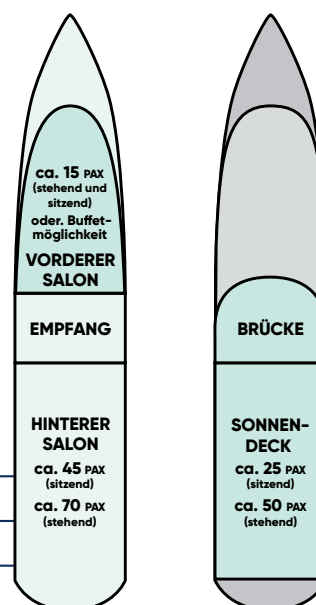 ca. 15 PAX
(stehend und
sitzend)
oder. Buffet-
möglichkeit
VORDERER
SALON
EMPFANG
HINTERER
SALON
ca. 45 PAX
(sitzend)
ca. 70 PAX
(stehend)
BRÜCKE
SONNEN-
DECK
ca. 25 PAX
(sitzend)
ca. 50 PAX
(stehend)